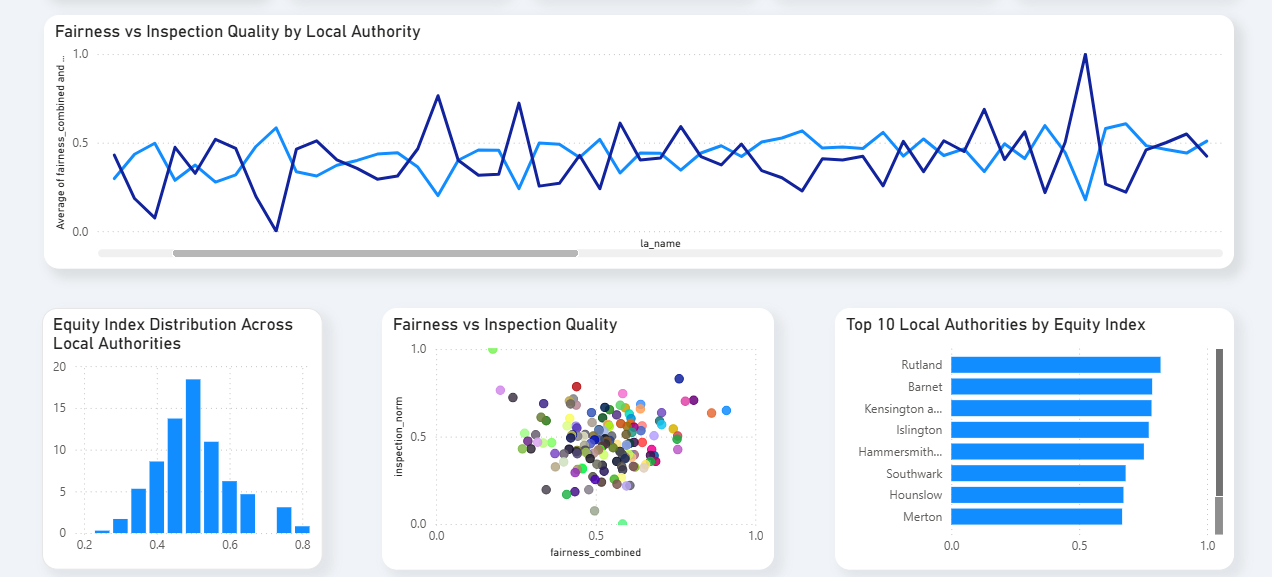 Fairness vs Inspection Quality by Local Authority
Average of fairness_combined and ...
1.0
0.5
0.0
la_name
Equity Index Distribution Across
Local Authorities
20
15
10
5
0
0.2 0.4 0.6 0.8
Fairness vs Inspection Quality
inspection_norm
1.0
0.5
0.0
0.0 0.5 1.0
fairness_combined
Top 10 Local Authorities by Equity Index
Rutland
Barnet
Kensington a...
Islington
Hammersmith...
Southwark
Hounslow
Merton
0.0 0.5 1.0